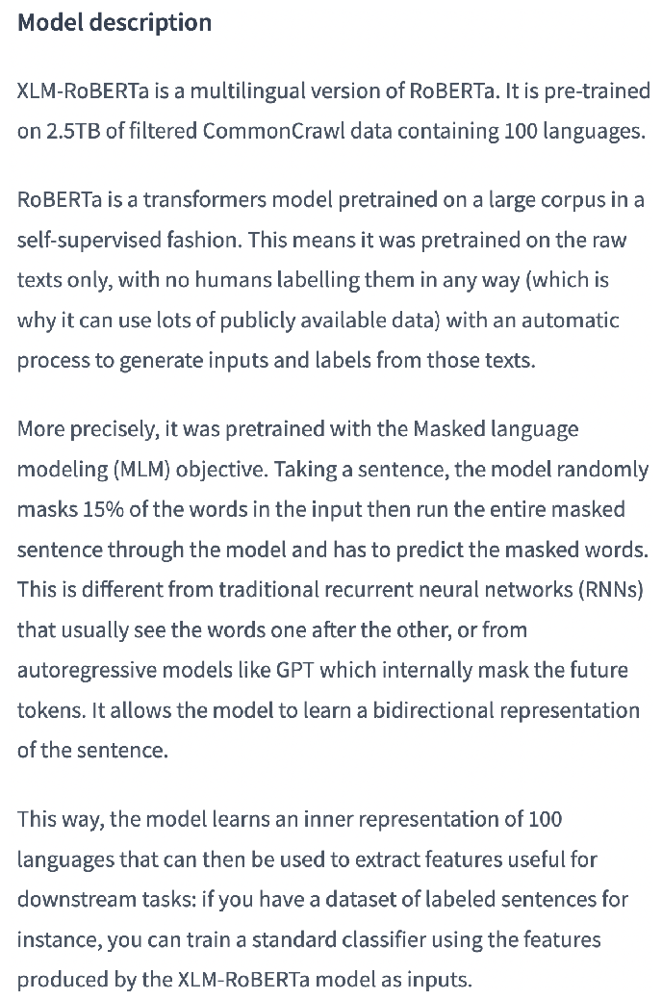 Model description
XLM-RoBERTa is a multilingual version of RoBERTa. It is pre-trained
on 2.5TB of filtered CommonCrawl data containing 100 languages.
RoBERTa is a transformers model pretrained on a large corpus in a
self-supervised fashion. This means it was pretrained on the raw
texts only, with no humans labelling them in any way (which is
why it can use lots of publicly available data) with an automatic
process to generate inputs and labels from those texts.
More precisely, it was pretrained with the Masked language
modeling (MLM) objective. Taking a sentence, the model randomly
masks 15% of the words in the input then run the entire masked
sentence through the model and has to predict the masked words.
This is different from traditional recurrent neural networks (RNNs)
that usually see the words one after the other, or from
autoregressive models like GPT which internally mask the future
tokens. It allows the model to learn a bidirectional representation
of the sentence.
This way, the model learns an inner representation of 100
languages that can then be used to extract features useful for
downstream tasks: if you have a dataset of labeled sentences for
instance, you can train a standard classifier using the features
produced by the XLM-RoBERTa model as inputs.